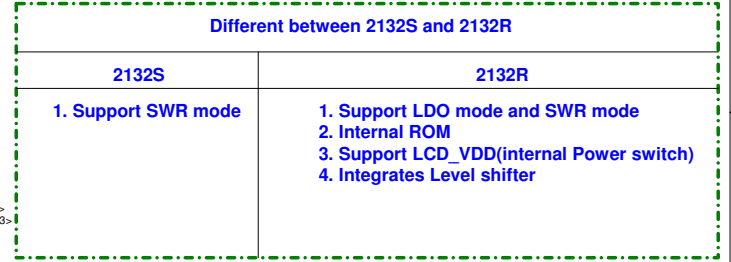 Different between 2132S and 2132R
2132S
2132R
1. Support SWR mode
1. Support LDO mode and SWR mode
2. Internal ROM
3. Support LCD_VDD(internal Power switch)
4. Integrates Level shifter
>
3>